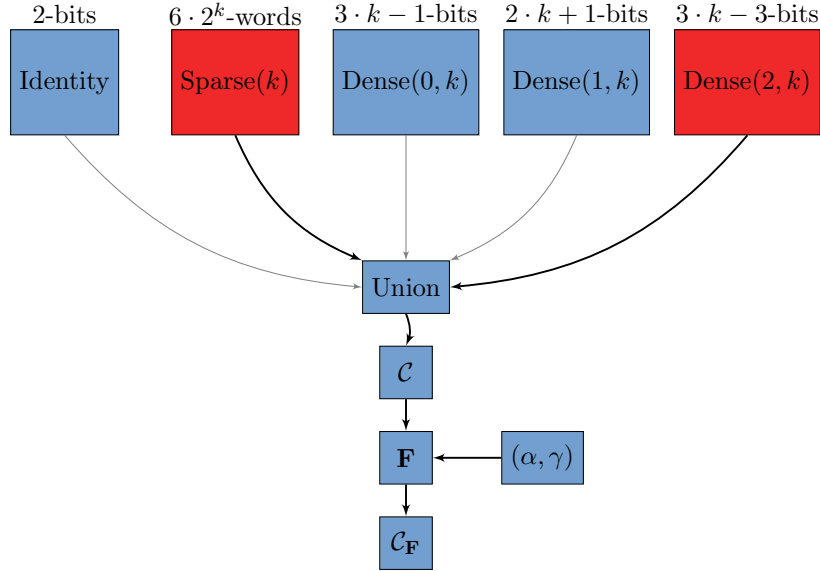 2-bits 6 · 2^k-words 3 · k − 1-bits 2 · k + 1-bits 3 · k − 3-bits
Identity Sparse(k) Dense(0, k) Dense(1, k) Dense(2, k)
Union
𝒞
F (α, γ)
𝒞_F